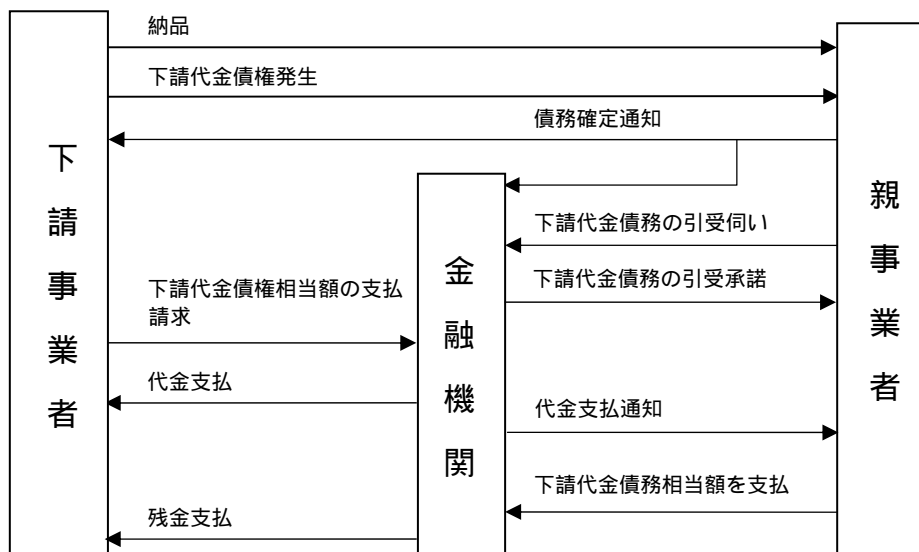 納品
下請代金債権発生
債務確定通知
下請事業者
金融機関
親事業者
下請代金債務の引受伺い
下請代金債務の引受承諾
下請代金債権相当額の支払
請求
代金支払
代金支払通知
下請代金債務相当額を支払
残金支払